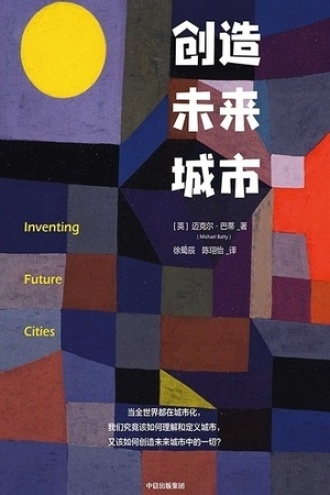 创造
未来
城市
[英] 迈克尔·巴蒂_著
(Michael Batty)
徐蜀辰 陈珝怡_译
Inventing
Future
Cities
当全世界都在城市化，
我们究竟该如何理解和定义城市，
又该如何创造未来城市中的一切？
中信出版集团